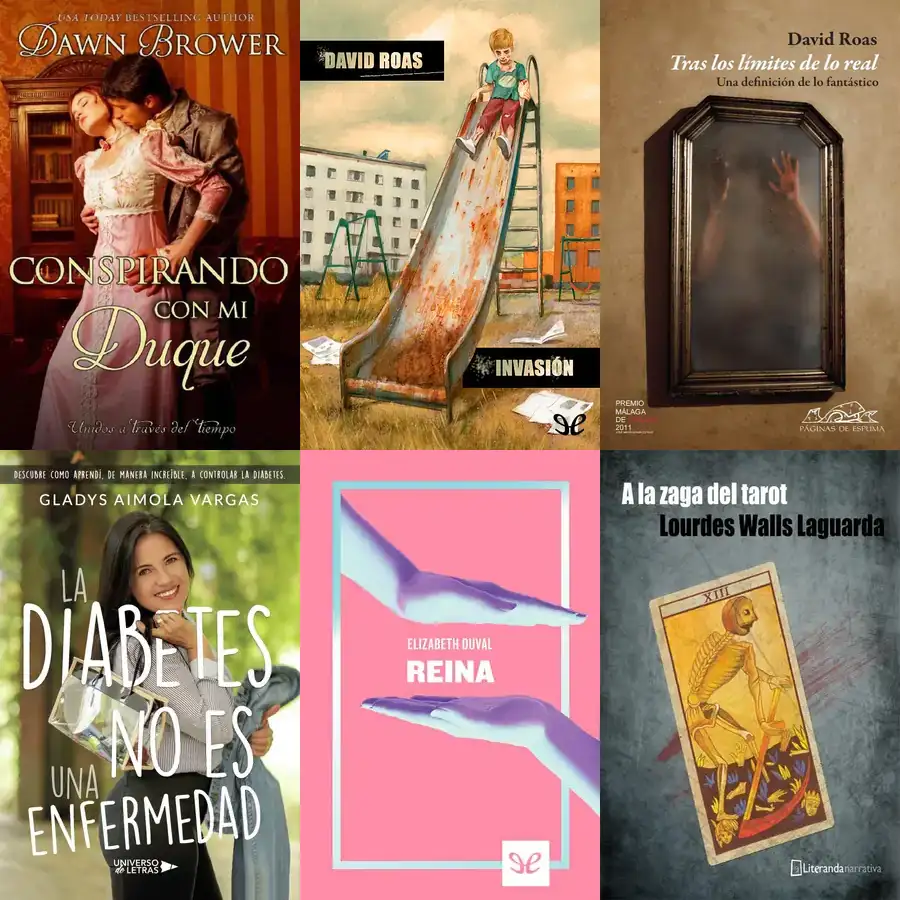 USA TODAY BESTSELLING AUTHOR
DAWN BROWER
CONSPIRANDO
CON MI
Duque
Unidos a través del Tiempo
DAVID ROAS
INVASIÓN
David Roas
Tras los límites de lo real
Una definición de lo fantástico
PREMIO
MÁLAGA
DE
2011
PÁGINAS DE ESPUMA
DESCUBRE COMO APRENDÍ, DE MANERA INCREÍBLE, A CONTROLAR LA DIABETES.
GLADYS AIMOLA VARGAS
LA
DIABETES
NO ES
UNA
ENFERMEDAD
UNIVERSO
de LETRAS
ELIZABETH DUVAL
REINA
A la zaga del tarot
Lourdes Walls Laguarda
XIII
Literandanarrativa